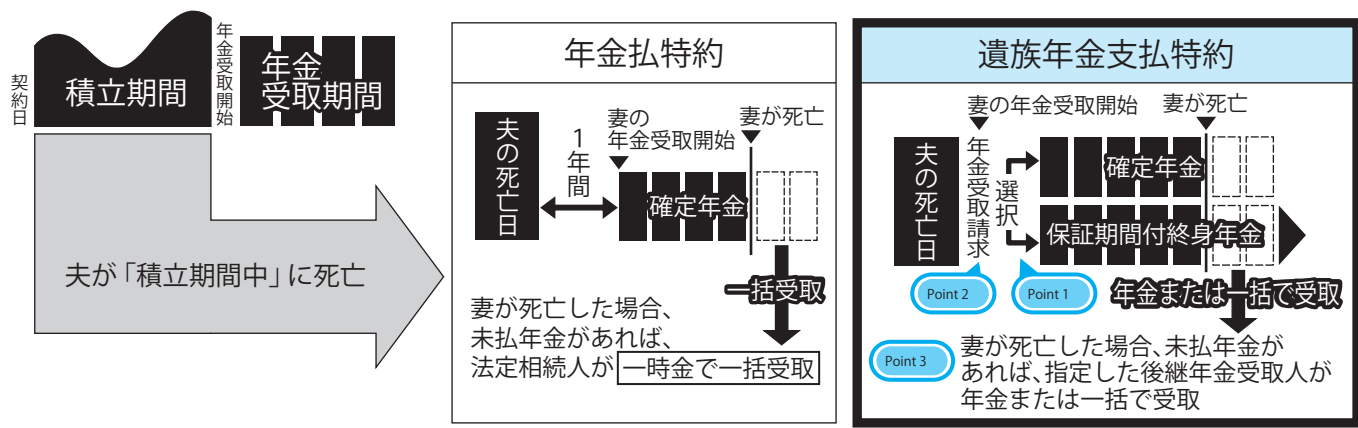 契約日
積立期間
年金受取開始
年金
受取期間
夫が「積立期間中」に死亡
年金払特約
夫の死亡日
1年間
妻の
年金受取開始
妻が死亡
確定年金
一括受取
妻が死亡した場合、
未払年金があれば、
法定相続人が一時金で一括受取
遺族年金支払特約
妻の年金受取開始
妻が死亡
夫の死亡日
年金受取請求
選択
確定年金
保証期間付終身年金
Point 2
Point 1
年金または一括で受取
Point 3
妻が死亡した場合、未払年金が
あれば、指定した後継年金受取人が
年金または一括で受取